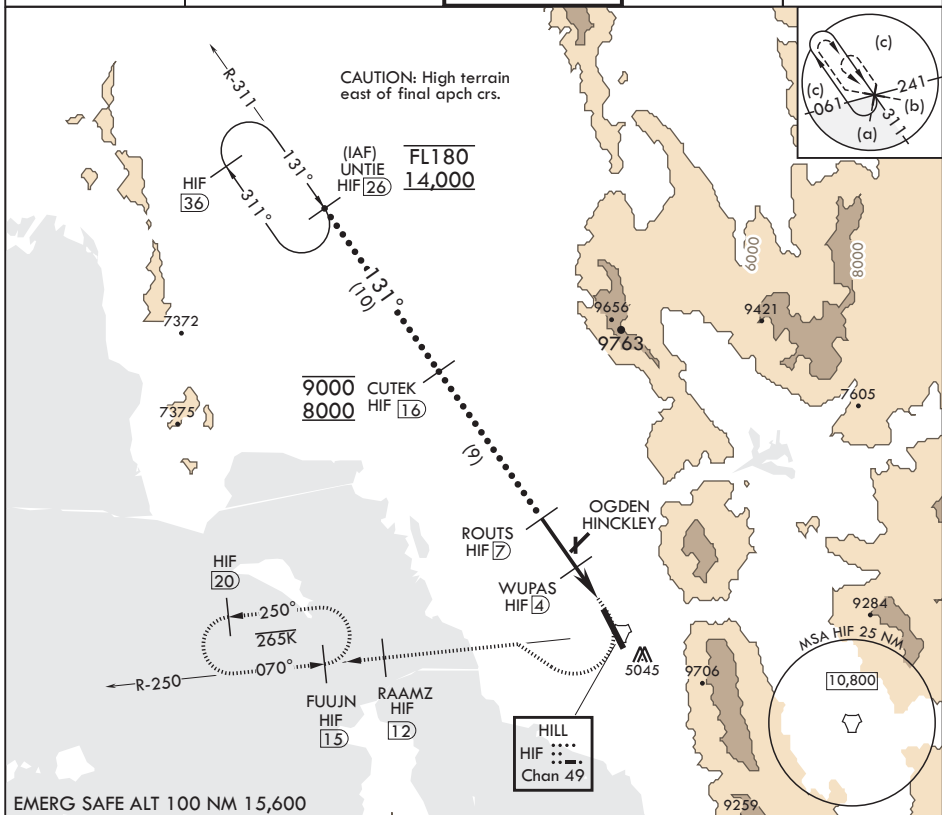 CAUTION: High terrain
east of final apch crs.
R-311
131°
311°
HIF
36
(IAF)
UNTIE
HIF 26
FL180
14,000
(c)
(c)
241
061
(b)
311
(a)
131°
(10)
7372
7375
9000
8000
CUTEK
HIF 16
(9)
6000
8000
9656
9763
9421
7605
ROUTS
HIF 7
OGDEN
HINCKLEY
WUPAS
HIF 4
HIF
20
250°
265K
070°
R-250
FUUJN
HIF
15
RAAMZ
HIF
12
5045
9284
MSA HIF 25 NM
10,800
9706
HILL
HIF
Chan 49
9259
EMERG SAFE ALT 100 NM 15,600